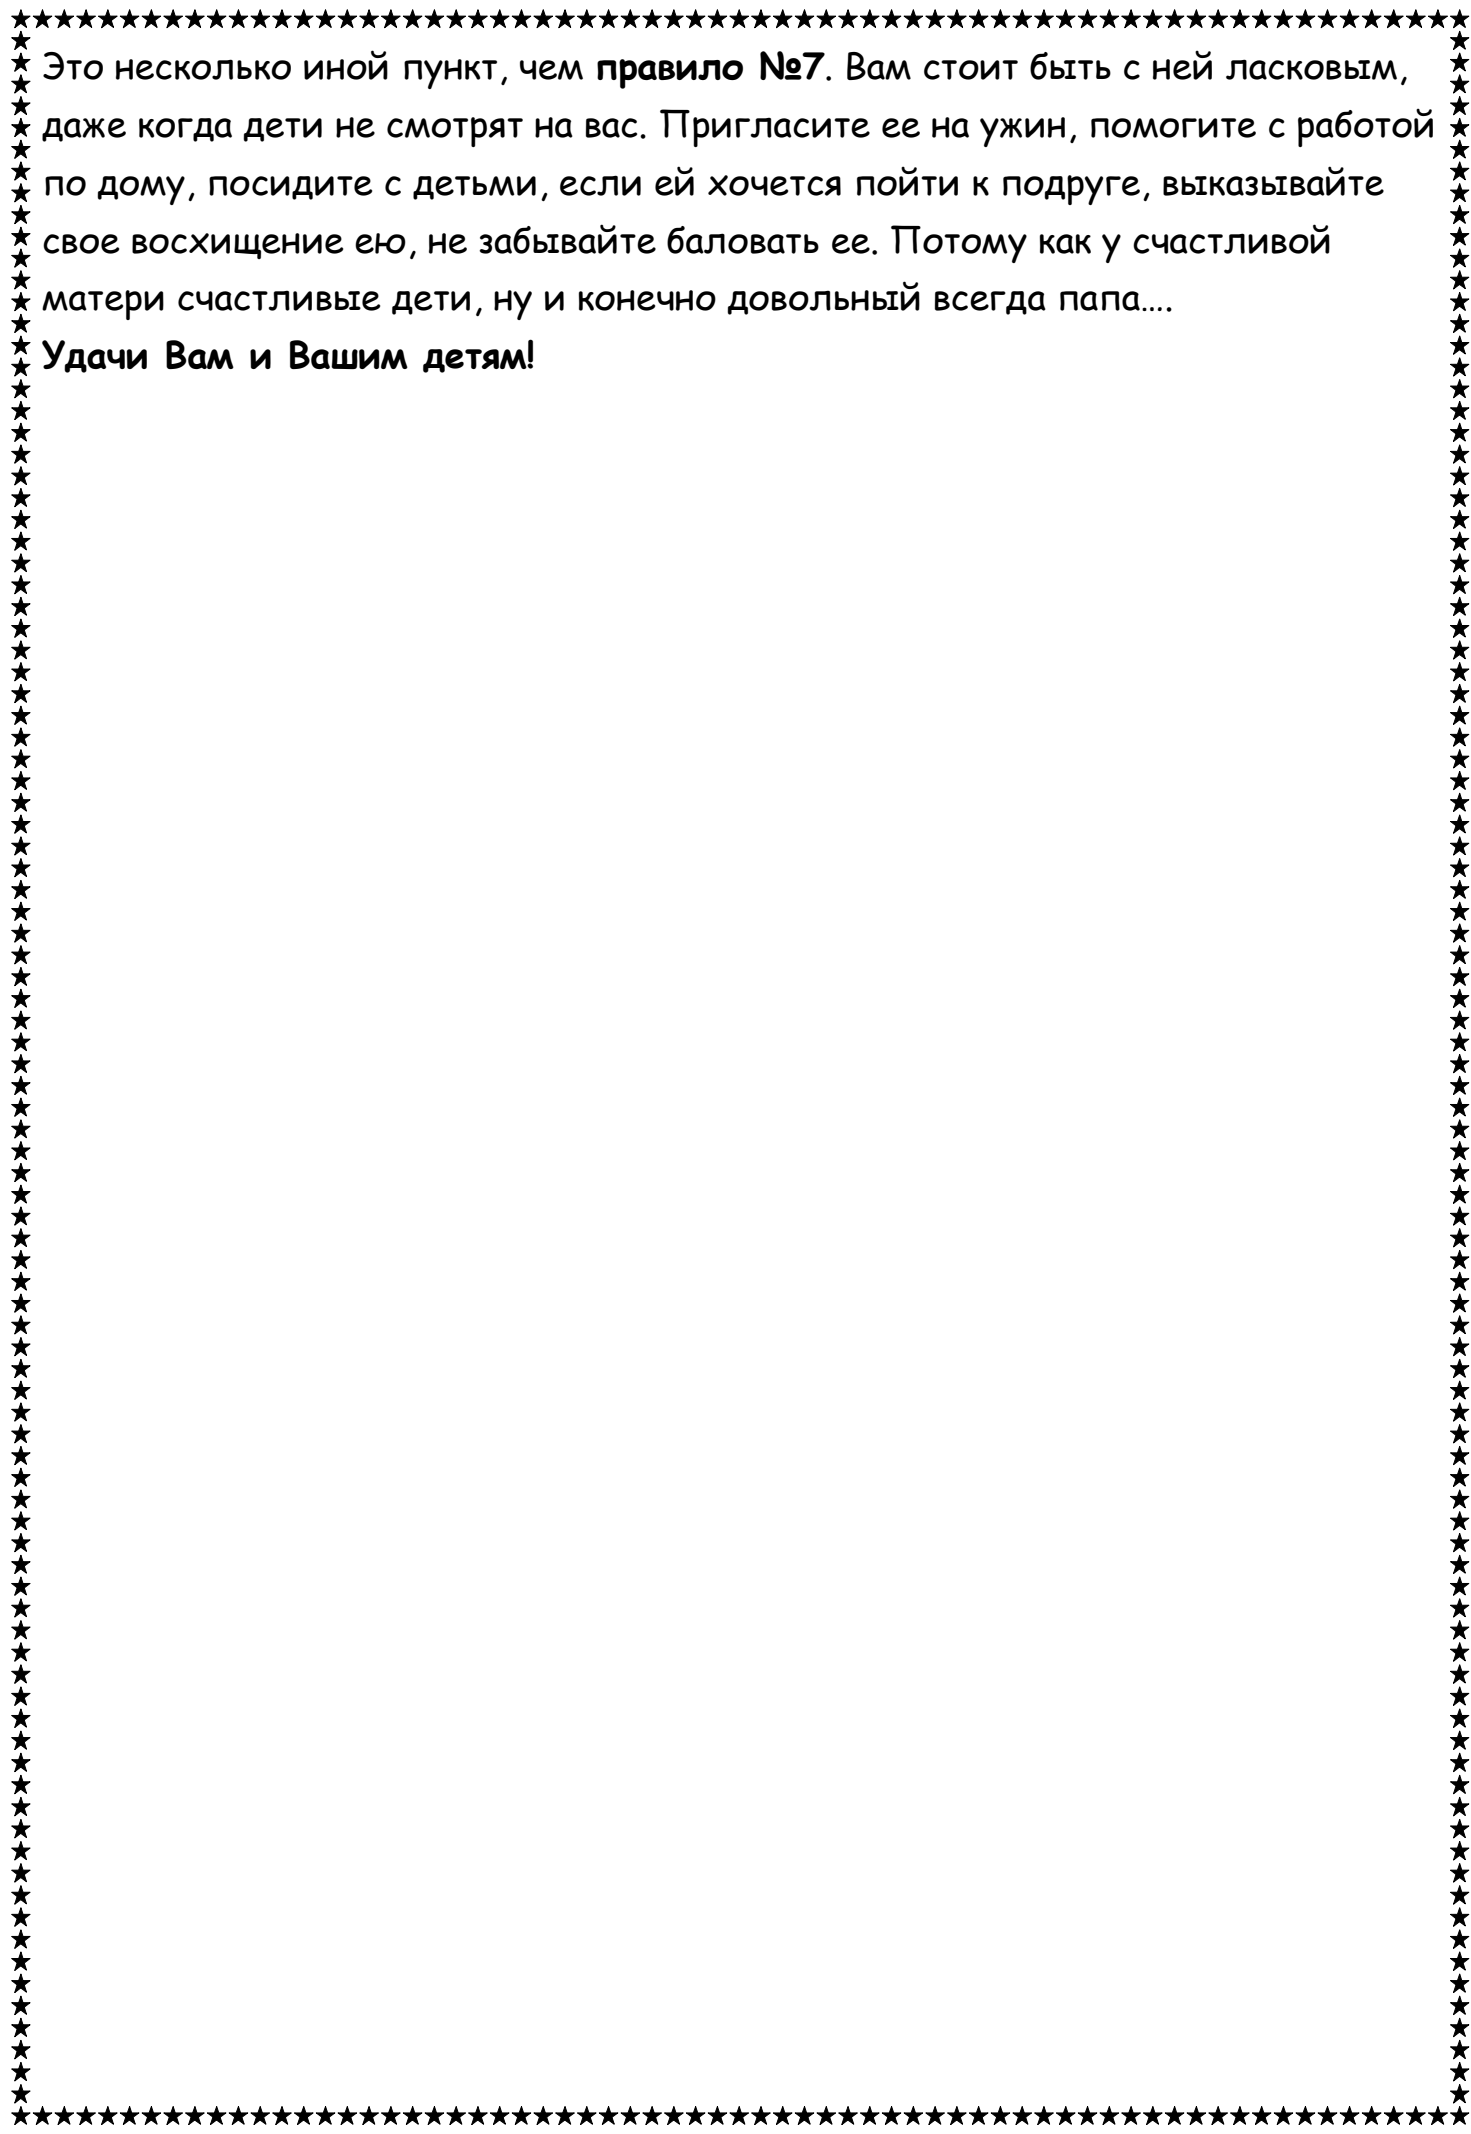 Это несколько иной пункт, чем правило №7. Вам стоит быть с ней ласковым,
даже когда дети не смотрят на вас. Пригласите ее на ужин, помогите с работой
по дому, посидите с детьми, если ей хочется пойти к подруге, выказывайте
свое восхищение ею, не забывайте баловать ее. Потому как у счастливой
матери счастливые дети, ну и конечно довольный всегда папа….
Удачи Вам и Вашим детям!